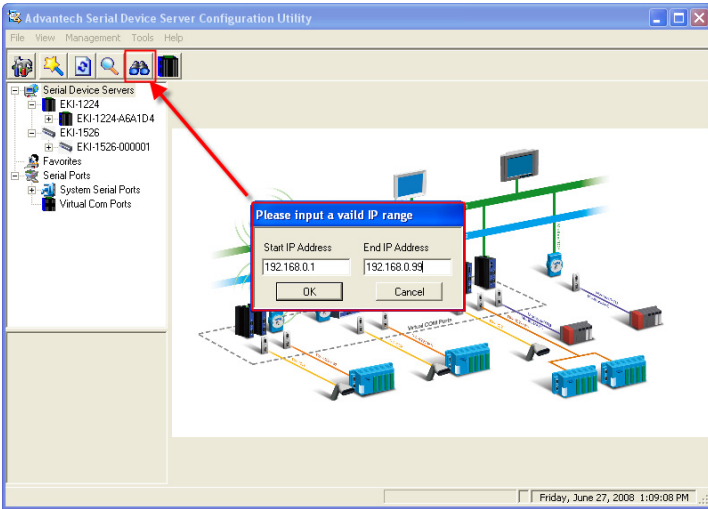 Advantech Serial Device Server Configuration Utility
File View Management Tools Help
Serial Device Servers
EKI-1224
EKI-1224-A6A1D4
EKI-1526
EKI-1526-000001
Favorites
Serial Ports
System Serial Ports
Virtual Com Ports
Please input a vaild IP range
Start IP Address End IP Address
192.168.0.1 192.168.0.99
OK Cancel
Virtual COM Ports
Friday, June 27, 2008 1:09:08 PM